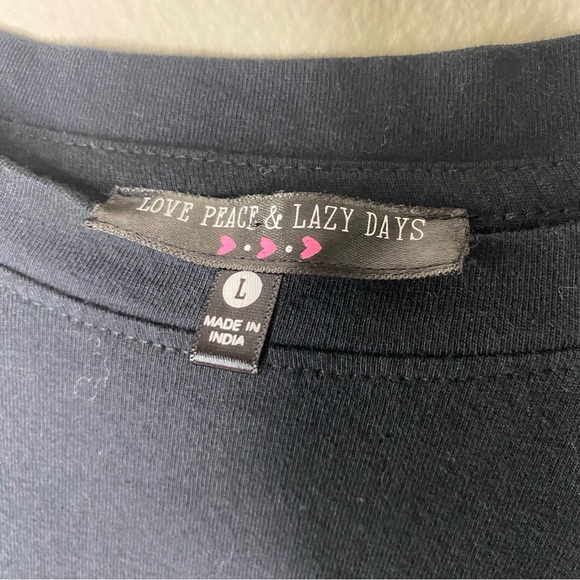 LOVE PEACE & LAZY DAYS
L
MADE IN
INDIA